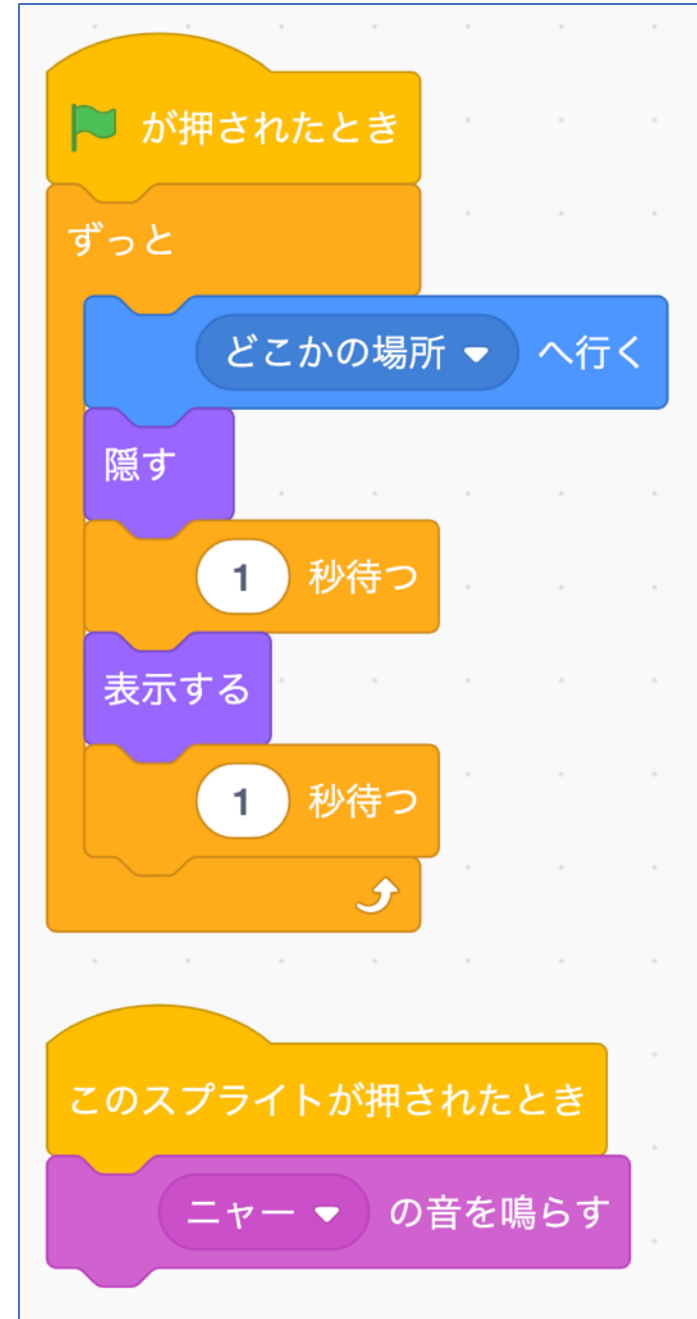 が押されたとき
ずっと
どこかの場所 へ行く
隠す
1 秒待つ
表示する
1 秒待つ
このスプライトが押されたとき
ニャー の音を鳴らす